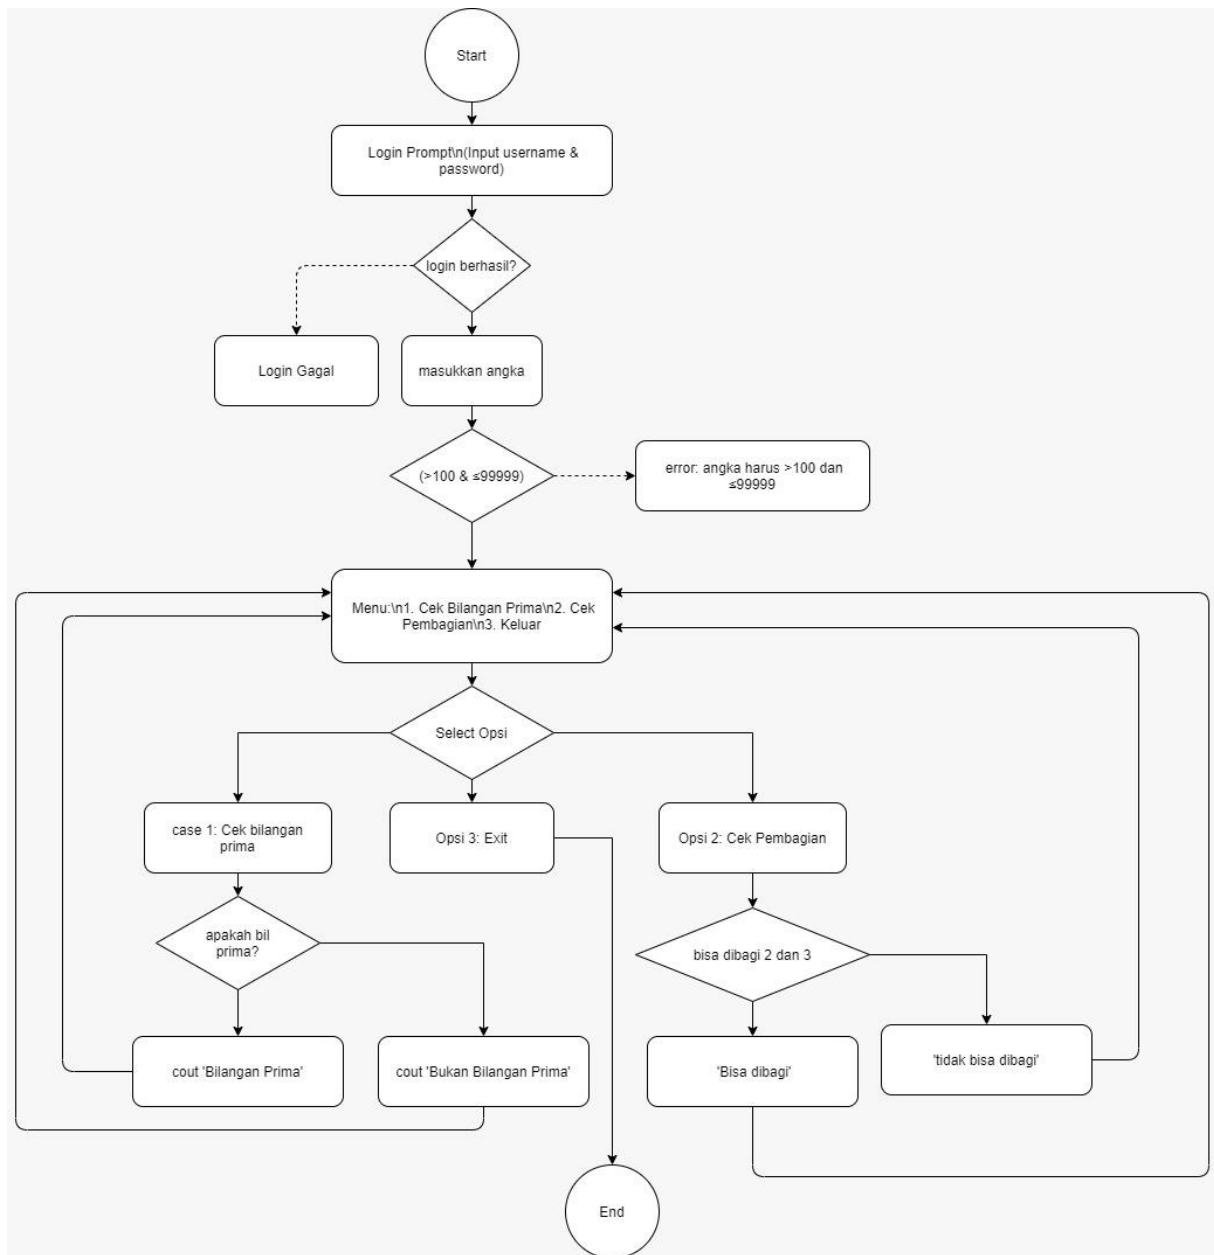 Start
Login Prompt\n(Input username &
password)
login berhasil?
Login Gagal
masukkan angka
(>100 & ≤99999)
error: angka harus >100 dan
≤99999
Menu:\n1. Cek Bilangan Prima\n2. Cek
Pembagian\n3. Keluar
Select Opsi
case 1: Cek bilangan
prima
Opsi 3: Exit
Opsi 2: Cek Pembagian
apakah bil
prima?
bisa dibagi 2 dan 3
cout 'Bilangan Prima'
cout 'Bukan Bilangan Prima'
'Bisa dibagi'
'tidak bisa dibagi'
End